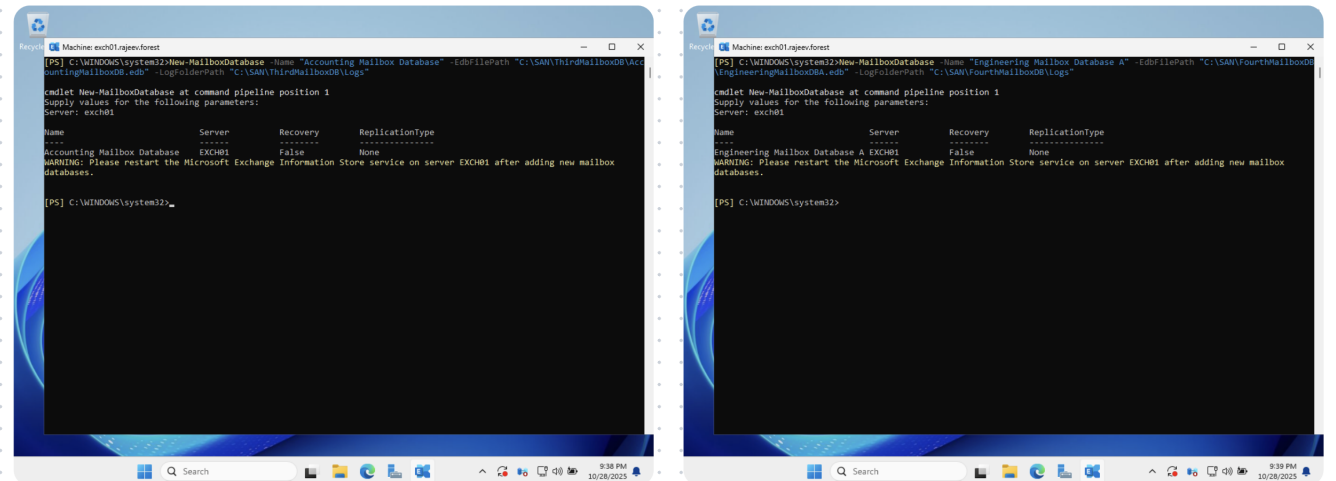 Recycle
Machine: exch01.rajeev.forest
[PS] C:\WINDOWS\system32>New-MailboxDatabase -Name "Accounting Mailbox Database" -EdbFilePath "C:\SAN\ThirdMailboxDB\Acc
ountingMailboxDB.edb" -LogFolderPath "C:\SAN\ThirdMailboxDB\Logs"
cmdlet New-MailboxDatabase at command pipeline position 1
Supply values for the following parameters:
Server: exch01
Name Server Recovery ReplicationType
---- ------ -------- ---------------
Accounting Mailbox Database EXCH01 False None
WARNING: Please restart the Microsoft Exchange Information Store service on server EXCH01 after adding new mailbox
databases.
[PS] C:\WINDOWS\system32>
Search
9:38 PM
10/28/2025
Recycle
Machine: exch01.rajeev.forest
[PS] C:\WINDOWS\system32>New-MailboxDatabase -Name "Engineering Mailbox Database A" -EdbFilePath "C:\SAN\FourthMailboxDB
\EngineeringMailboxDBA.edb" -LogFolderPath "C:\SAN\FourthMailboxDB\Logs"
cmdlet New-MailboxDatabase at command pipeline position 1
Supply values for the following parameters:
Server: exch01
Name Server Recovery ReplicationType
---- ------ -------- ---------------
Engineering Mailbox Database A EXCH01 False None
WARNING: Please restart the Microsoft Exchange Information Store service on server EXCH01 after adding new mailbox
databases.
[PS] C:\WINDOWS\system32>
Search
9:39 PM
10/28/2025